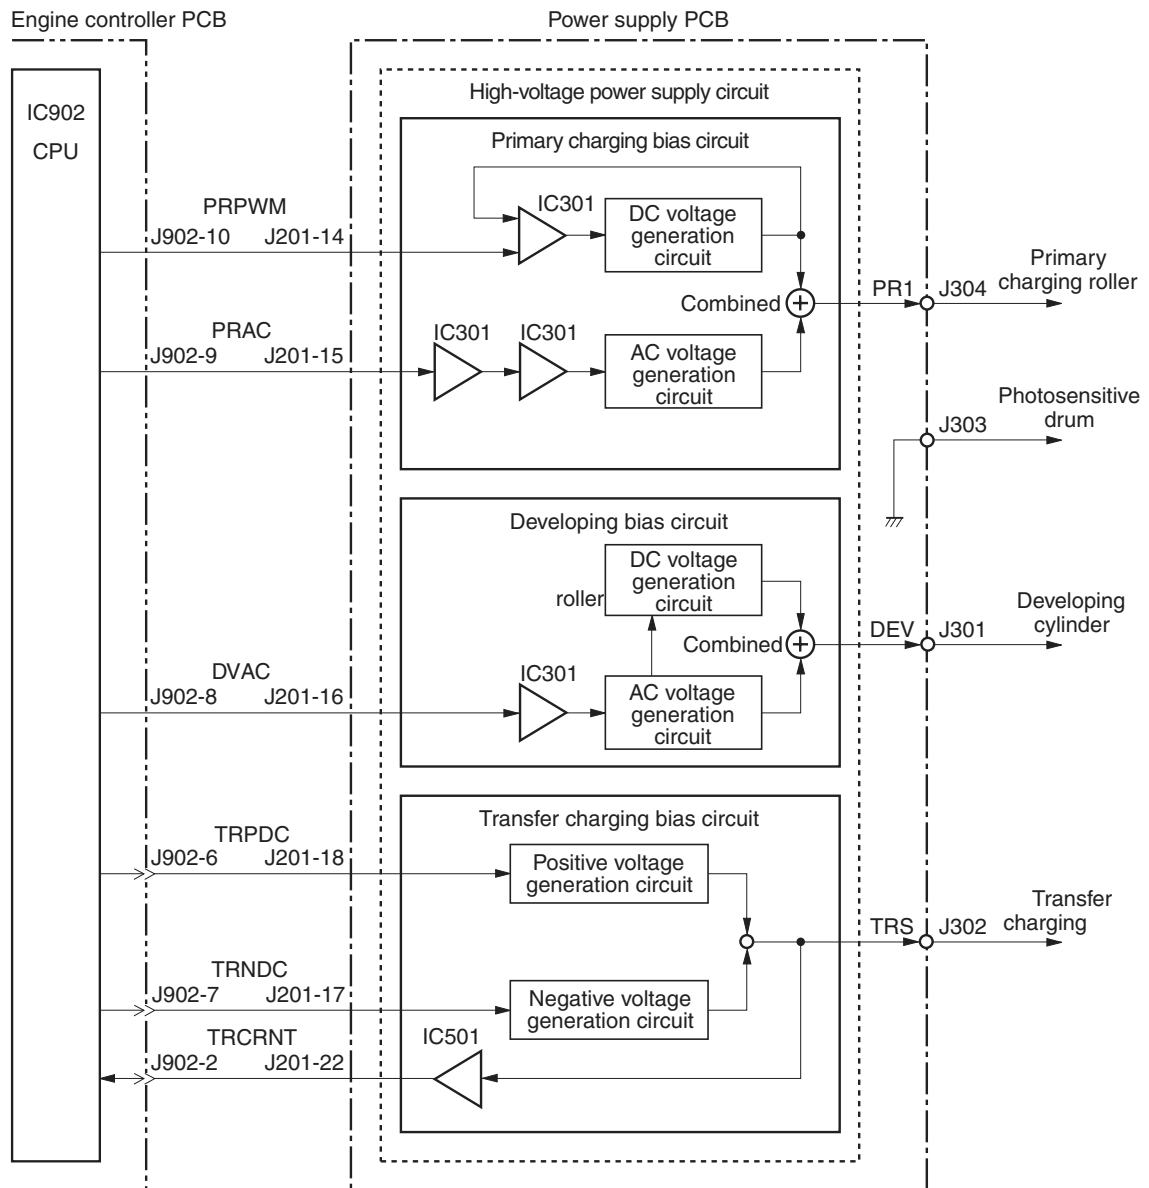 Engine controller PCB
Power supply PCB
IC902
CPU
High-voltage power supply circuit
Primary charging bias circuit
PRPWM
J902-10 J201-14
IC301
DC voltage
generation
circuit
Combined
PR1 J304
Primary
charging roller
PRAC
J902-9 J201-15
IC301 IC301
AC voltage
generation
circuit
J303
Photosensitive
drum
Developing bias circuit
DC voltage
generation
circuit
roller
Combined
DEV J301
Developing
cylinder
DVAC
J902-8 J201-16
IC301
AC voltage
generation
circuit
Transfer charging bias circuit
TRPDC
J902-6 J201-18
Positive voltage
generation circuit
TRS J302
Transfer
charging
TRNDC
J902-7 J201-17
Negative voltage
generation circuit
TRCRNT
J902-2 J201-22
IC501